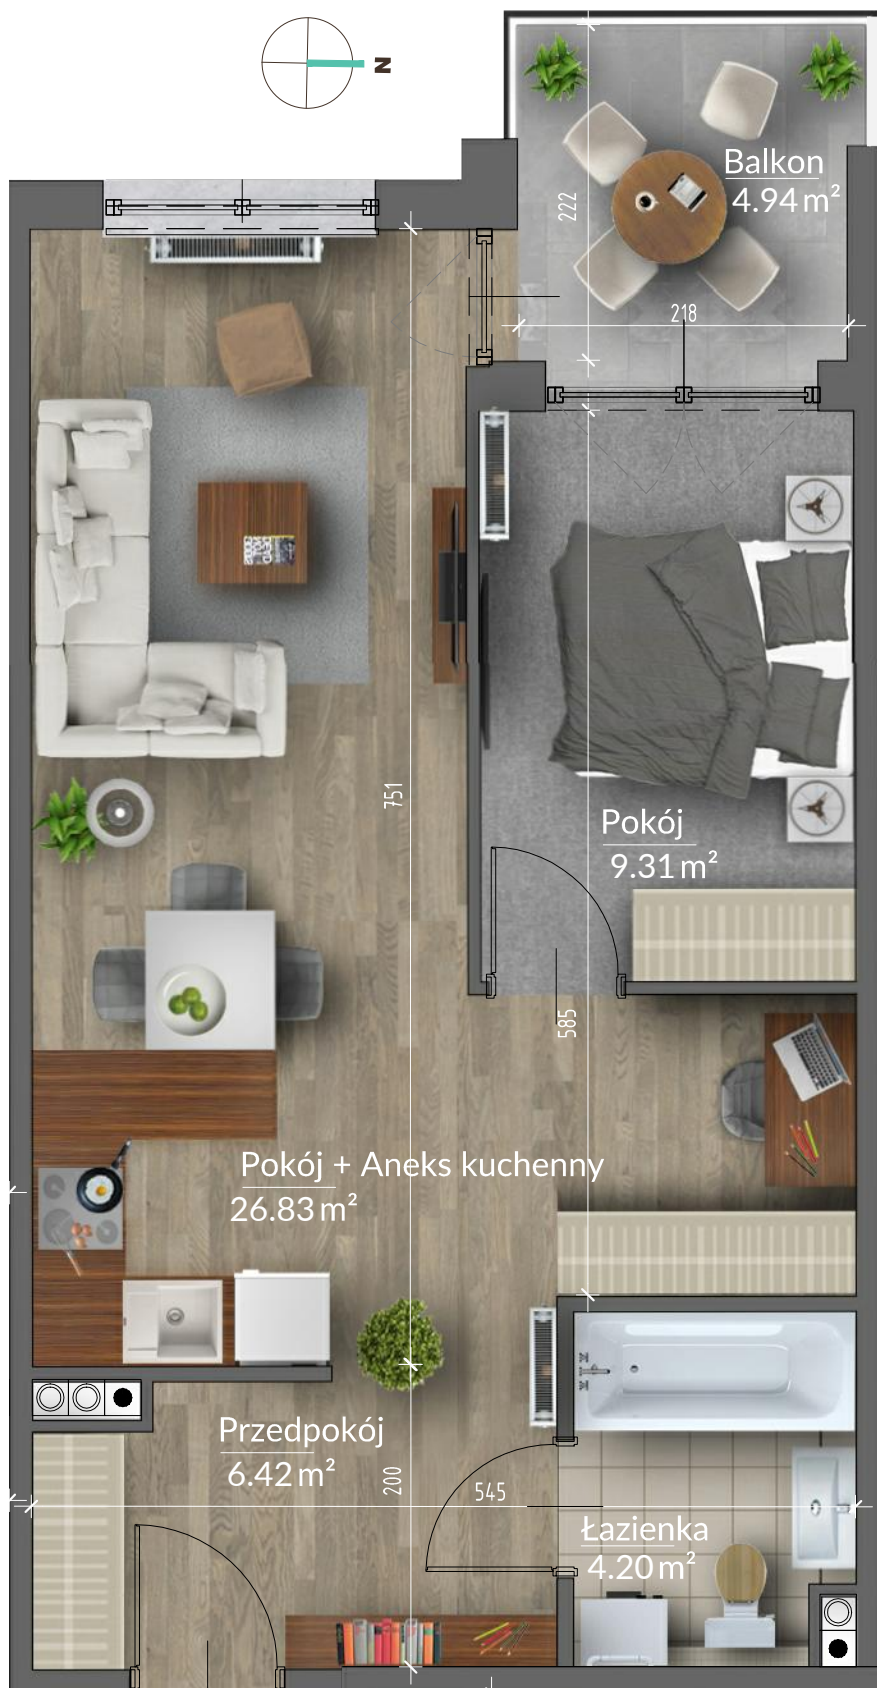 N
Balkon
4.94 m²
222
218
751
Pokój
9.31 m²
585
Pokój + Aneks kuchenny
26.83 m²
Przedpokój
6.42 m²
200
545
Łazienka
4.20 m²